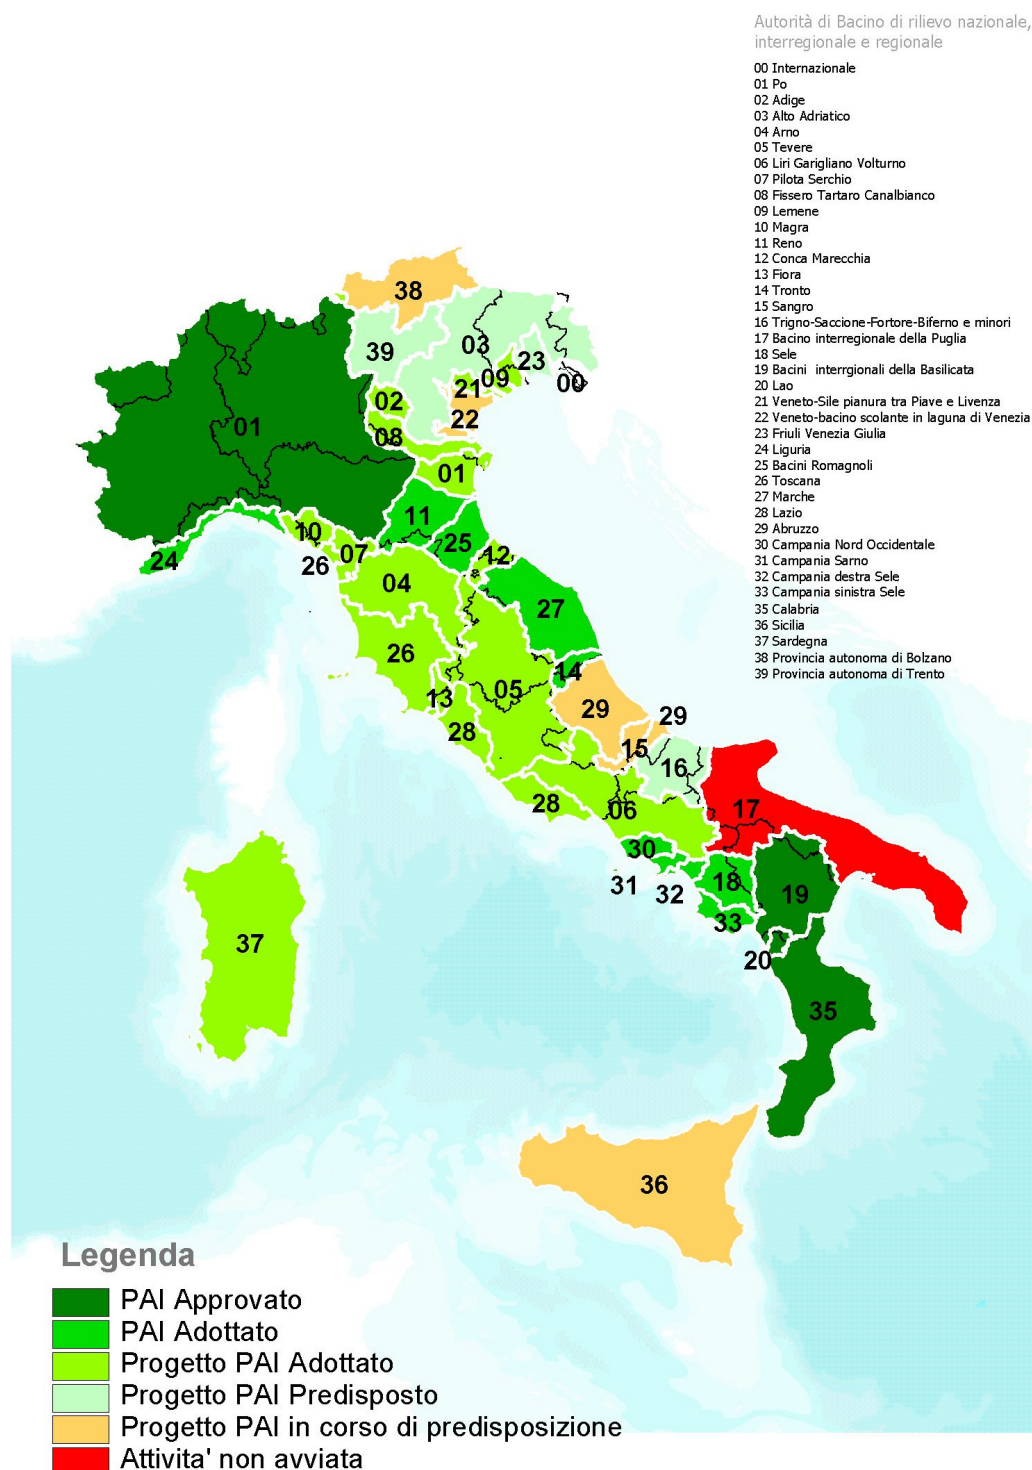 Autorità di Bacino di rilievo nazionale,
interregionale e regionale
00 Internazionale
01 Po
02 Adige
03 Alto Adriatico
04 Arno
05 Tevere
06 Liri Garigliano Volturno
07 Pilota Serchio
08 Fissero Tartaro Canalbianco
09 Lemene
10 Magra
11 Reno
12 Conca Marecchia
13 Fiora
14 Tronto
15 Sangro
16 Trigno-Saccione-Fortore-Biferno e minori
17 Bacino interregionale della Puglia
18 Sele
19 Bacini interrgionali della Basilicata
20 Lao
21 Veneto-Sile pianura tra Piave e Livenza
22 Veneto-bacino scolante in laguna di Venezia
23 Friuli Venezia Giulia
24 Liguria
25 Bacini Romagnoli
26 Toscana
27 Marche
28 Lazio
29 Abruzzo
30 Campania Nord Occidentale
31 Campania Sarno
32 Campania destra Sele
33 Campania sinistra Sele
35 Calabria
36 Sicilia
37 Sardegna
38 Provincia autonoma di Bolzano
39 Provincia autonoma di Trento
38
03
39
23
09
00
21
02
22
01
08
01
11
10
25
12
07
24
26
04
27
26
14
05
13
29
29
28
15
16
28
06
17
30
18
31
32
19
33
37
20
35
36
Legenda
PAI Approvato
PAI Adottato
Progetto PAI Adottato
Progetto PAI Predisposto
Progetto PAI in corso di predisposizione
Attivita' non avviata